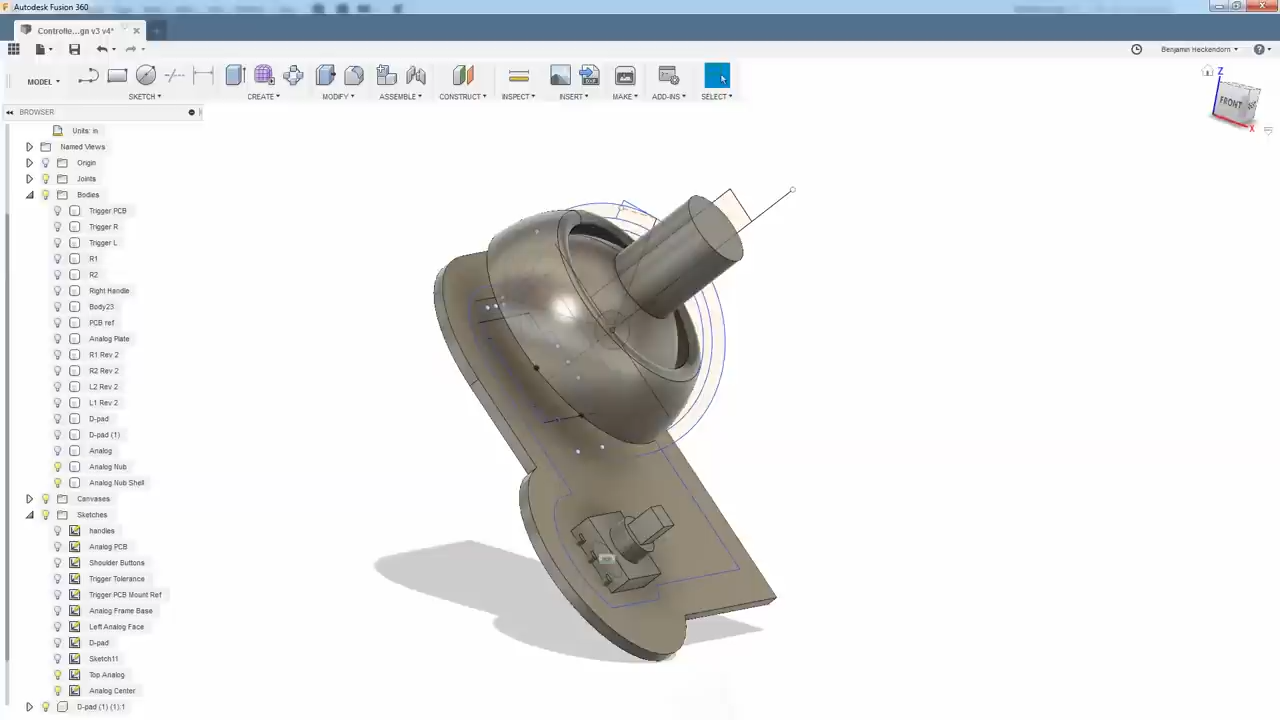 Autodesk Fusion 360
Controlle...gn v3 v4*
Benjamin Heckendorn
MODEL
SKETCH
CREATE
MODIFY
ASSEMBLE
CONSTRUCT
INSPECT
INSERT
MAKE
ADD-INS
SELECT
BROWSER
Z
FRONT
X
Units: in
Named Views
Origin
Joints
Bodies
Trigger PCB
Trigger R
Trigger L
R1
R2
Right Handle
Body23
PCB ref
Analog Plate
R1 Rev 2
R2 Rev 2
L2 Rev 2
L1 Rev 2
D-pad
D-pad (1)
Analog
Analog Nub
Analog Nub Shell
Canvases
Sketches
handles
Analog PCB
Shoulder Buttons
Trigger Tolerance
Trigger PCB Mount Ref
Analog Frame Base
Left Analog Face
D-pad
Sketch11
Top Analog
Analog Center
D-pad (1) (1):1